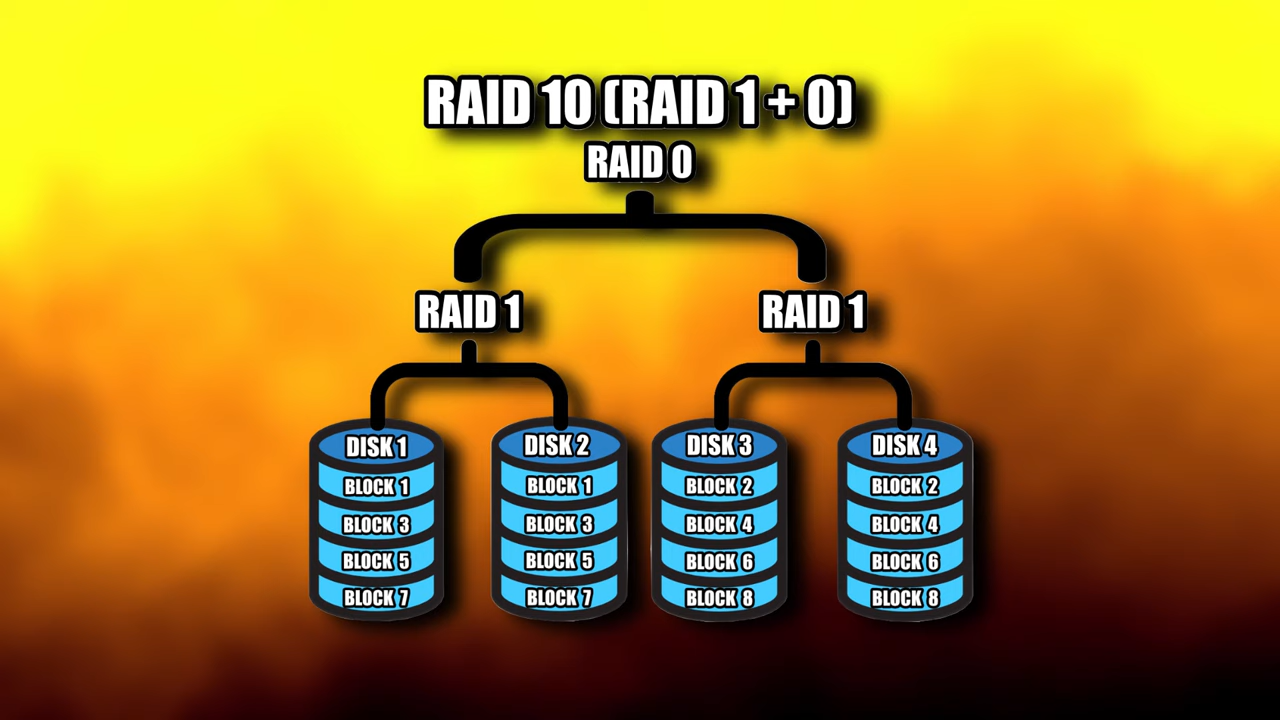 RAID 10 (RAID 1 + 0)
RAID 0
RAID 1
RAID 1
DISK 1
BLOCK 1
BLOCK 3
BLOCK 5
BLOCK 7
DISK 2
BLOCK 1
BLOCK 3
BLOCK 5
BLOCK 7
DISK 3
BLOCK 2
BLOCK 4
BLOCK 6
BLOCK 8
DISK 4
BLOCK 2
BLOCK 4
BLOCK 6
BLOCK 8